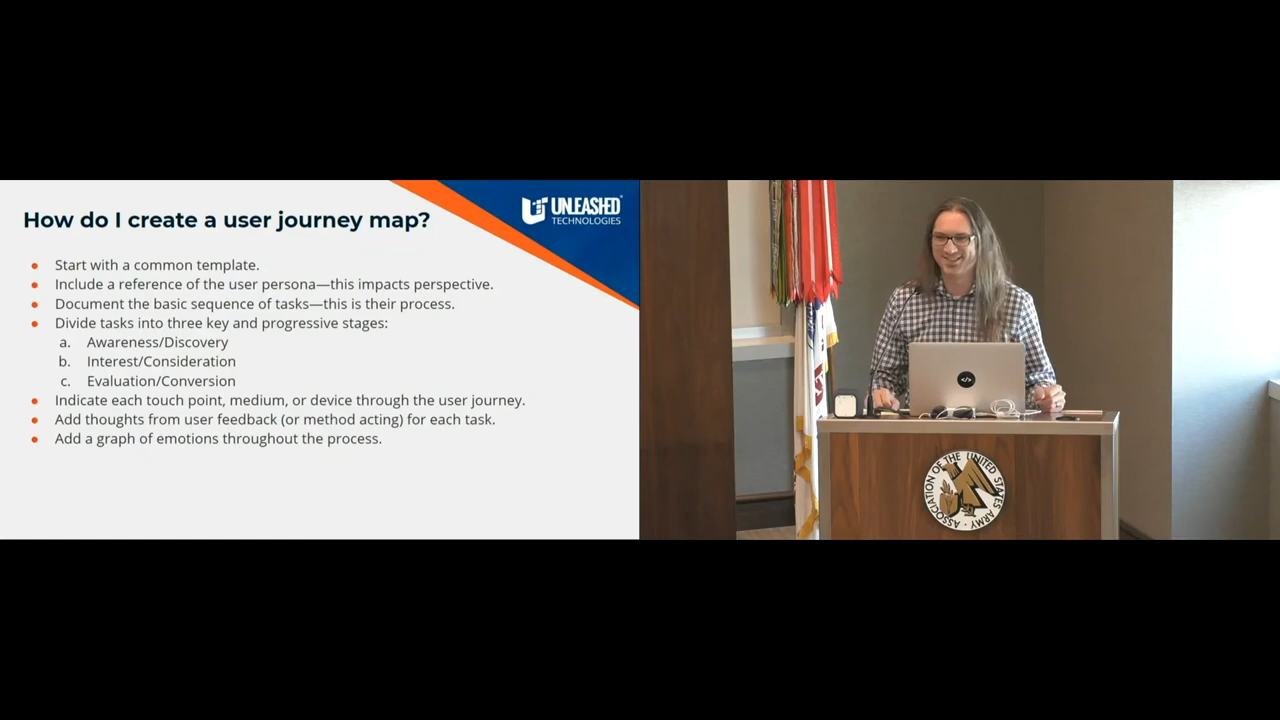 How do I create a user journey map?
UNLEASHED
TECHNOLOGIES
● Start with a common template.
● Include a reference of the user persona—this impacts perspective.
● Document the basic sequence of tasks—this is their process.
● Divide tasks into three key and progressive stages:
a. Awareness/Discovery
b. Interest/Consideration
c. Evaluation/Conversion
● Indicate each touch point, medium, or device through the user journey.
● Add thoughts from user feedback (or method acting) for each task.
● Add a graph of emotions throughout the process.
</>
ASSOCIATION OF THE UNITED STATES ARMY